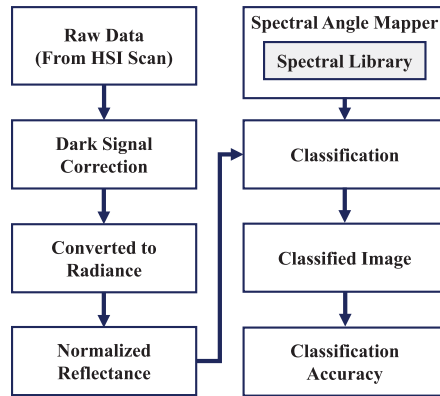 Raw Data
(From HSI Scan)
Dark Signal
Correction
Converted to
Radiance
Normalized
Reflectance
Spectral Angle Mapper
Spectral Library
Classification
Classified Image
Classification
Accuracy